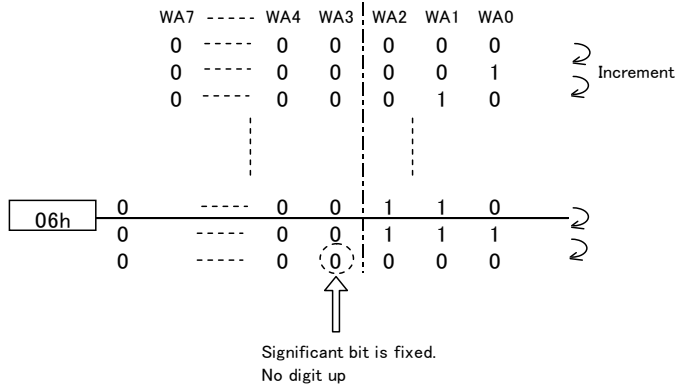 WA7 ----- WA4 WA3 WA2 WA1 WA0
0 ----- 0 0 0 0 0
0 ----- 0 0 0 0 1 Increment
0 ----- 0 0 0 1 0
06h 0 ----- 0 0 1 1 0
0 ----- 0 0 1 1 1
0 ----- 0 0 0 0 0
Significant bit is fixed.
No digit up